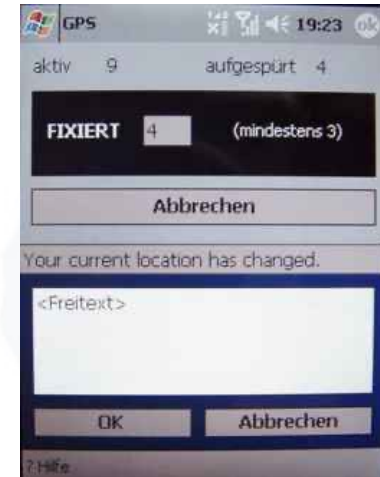 GPS 19:23 ok
aktiv 9 aufgespürt 4
FIXIERT 4 (mindestens 3)
Abbrechen
Your current location has changed.
<Freitext>
OK Abbrechen
? Hilfe